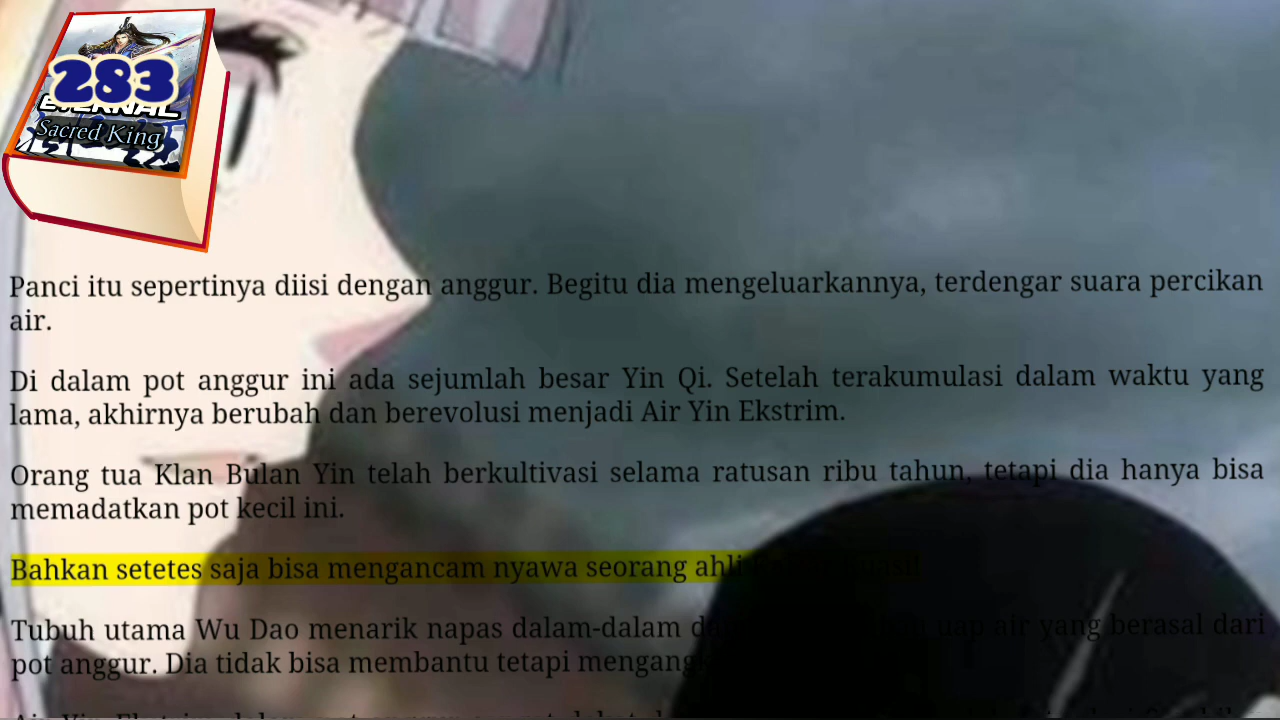 283
ETERNAL
Sacred King
Panci itu sepertinya diisi dengan anggur. Begitu dia mengeluarkannya, terdengar suara percikan
air.
Di dalam pot anggur ini ada sejumlah besar Yin Qi. Setelah terakumulasi dalam waktu yang
lama, akhirnya berubah dan berevolusi menjadi Air Yin Ekstrim.
Orang tua Klan Bulan Yin telah berkultivasi selama ratusan ribu tahun, tetapi dia hanya bisa
memadatkan pot kecil ini.
Bahkan setetes saja bisa mengancam nyawa seorang ahli
Tubuh utama Wu Dao menarik napas dalam-dalam uap air yang berasal dari
pot anggur. Dia tidak bisa membantu tetapi